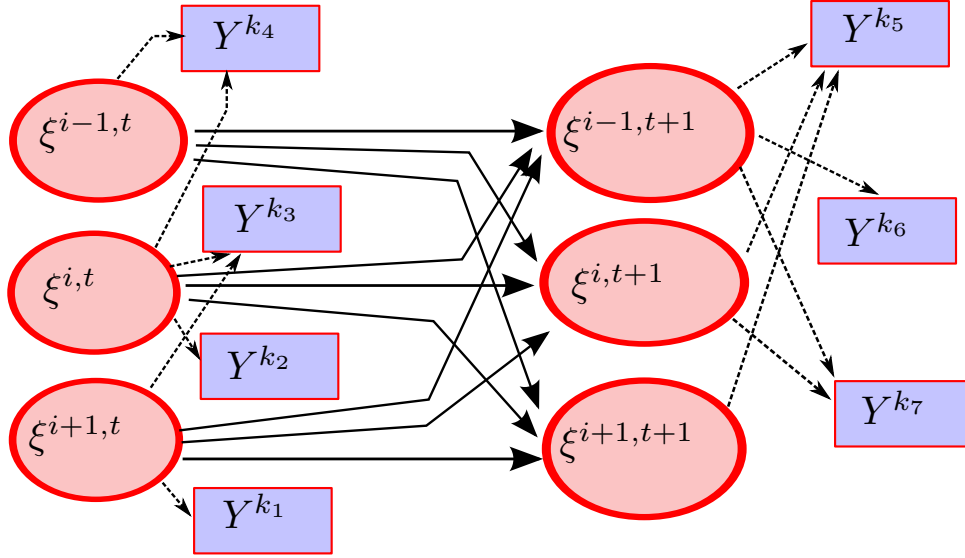 Y^{k_4}
Y^{k_5}
ξ^{i−1,t}
ξ^{i−1,t+1}
Y^{k_3}
Y^{k_6}
ξ^{i,t}
ξ^{i,t+1}
Y^{k_2}
Y^{k_7}
ξ^{i+1,t}
ξ^{i+1,t+1}
Y^{k_1}